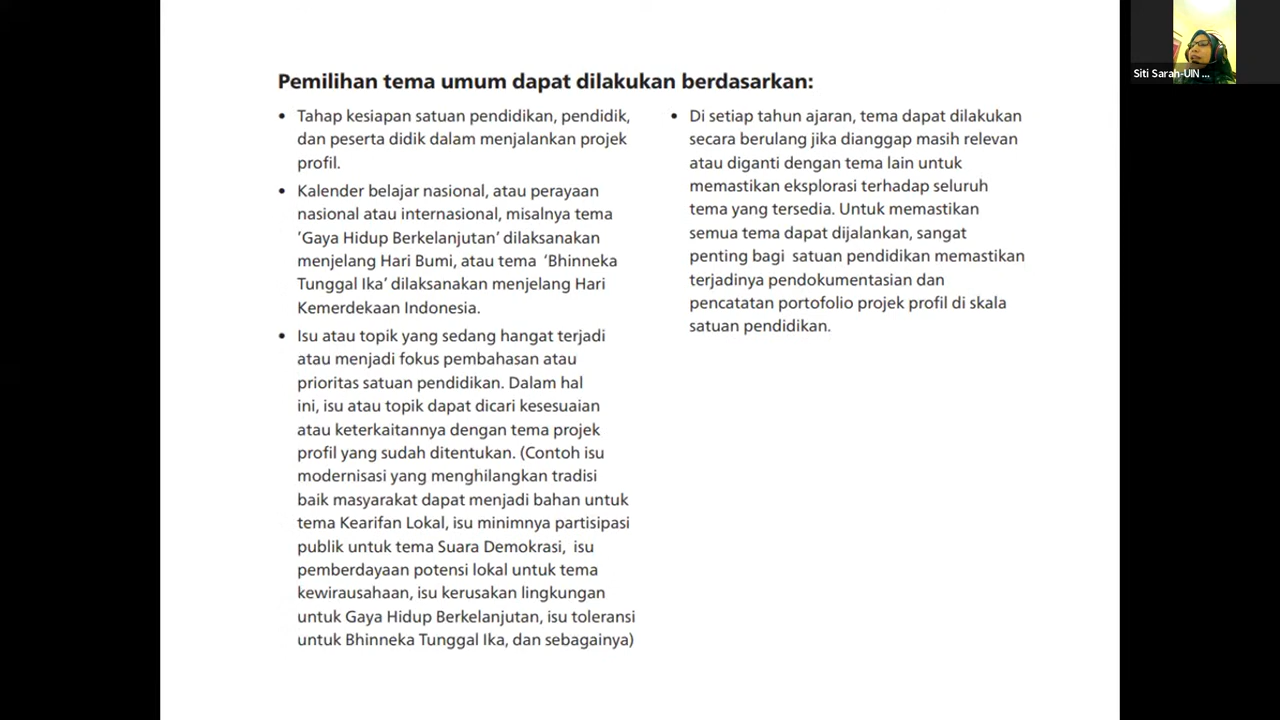 Pemilihan tema umum dapat dilakukan berdasarkan:
• Tahap kesiapan satuan pendidikan, pendidik,
dan peserta didik dalam menjalankan projek
profil.
• Kalender belajar nasional, atau perayaan
nasional atau internasional, misalnya tema
'Gaya Hidup Berkelanjutan' dilaksanakan
menjelang Hari Bumi, atau tema 'Bhinneka
Tunggal Ika' dilaksanakan menjelang Hari
Kemerdekaan Indonesia.
• Isu atau topik yang sedang hangat terjadi
atau menjadi fokus pembahasan atau
prioritas satuan pendidikan. Dalam hal
ini, isu atau topik dapat dicari kesesuaian
atau keterkaitannya dengan tema projek
profil yang sudah ditentukan. (Contoh isu
modernisasi yang menghilangkan tradisi
baik masyarakat dapat menjadi bahan untuk
tema Kearifan Lokal, isu minimnya partisipasi
publik untuk tema Suara Demokrasi, isu
pemberdayaan potensi lokal untuk tema
kewirausahaan, isu kerusakan lingkungan
untuk Gaya Hidup Berkelanjutan, isu toleransi
untuk Bhinneka Tunggal Ika, dan sebagainya)
• Di setiap tahun ajaran, tema dapat dilakukan
secara berulang jika dianggap masih relevan
atau diganti dengan tema lain untuk
memastikan eksplorasi terhadap seluruh
tema yang tersedia. Untuk memastikan
semua tema dapat dijalankan, sangat
penting bagi satuan pendidikan memastikan
terjadinya pendokumentasian dan
pencatatan portofolio projek profil di skala
satuan pendidikan.
Siti Sarah-UIN ...